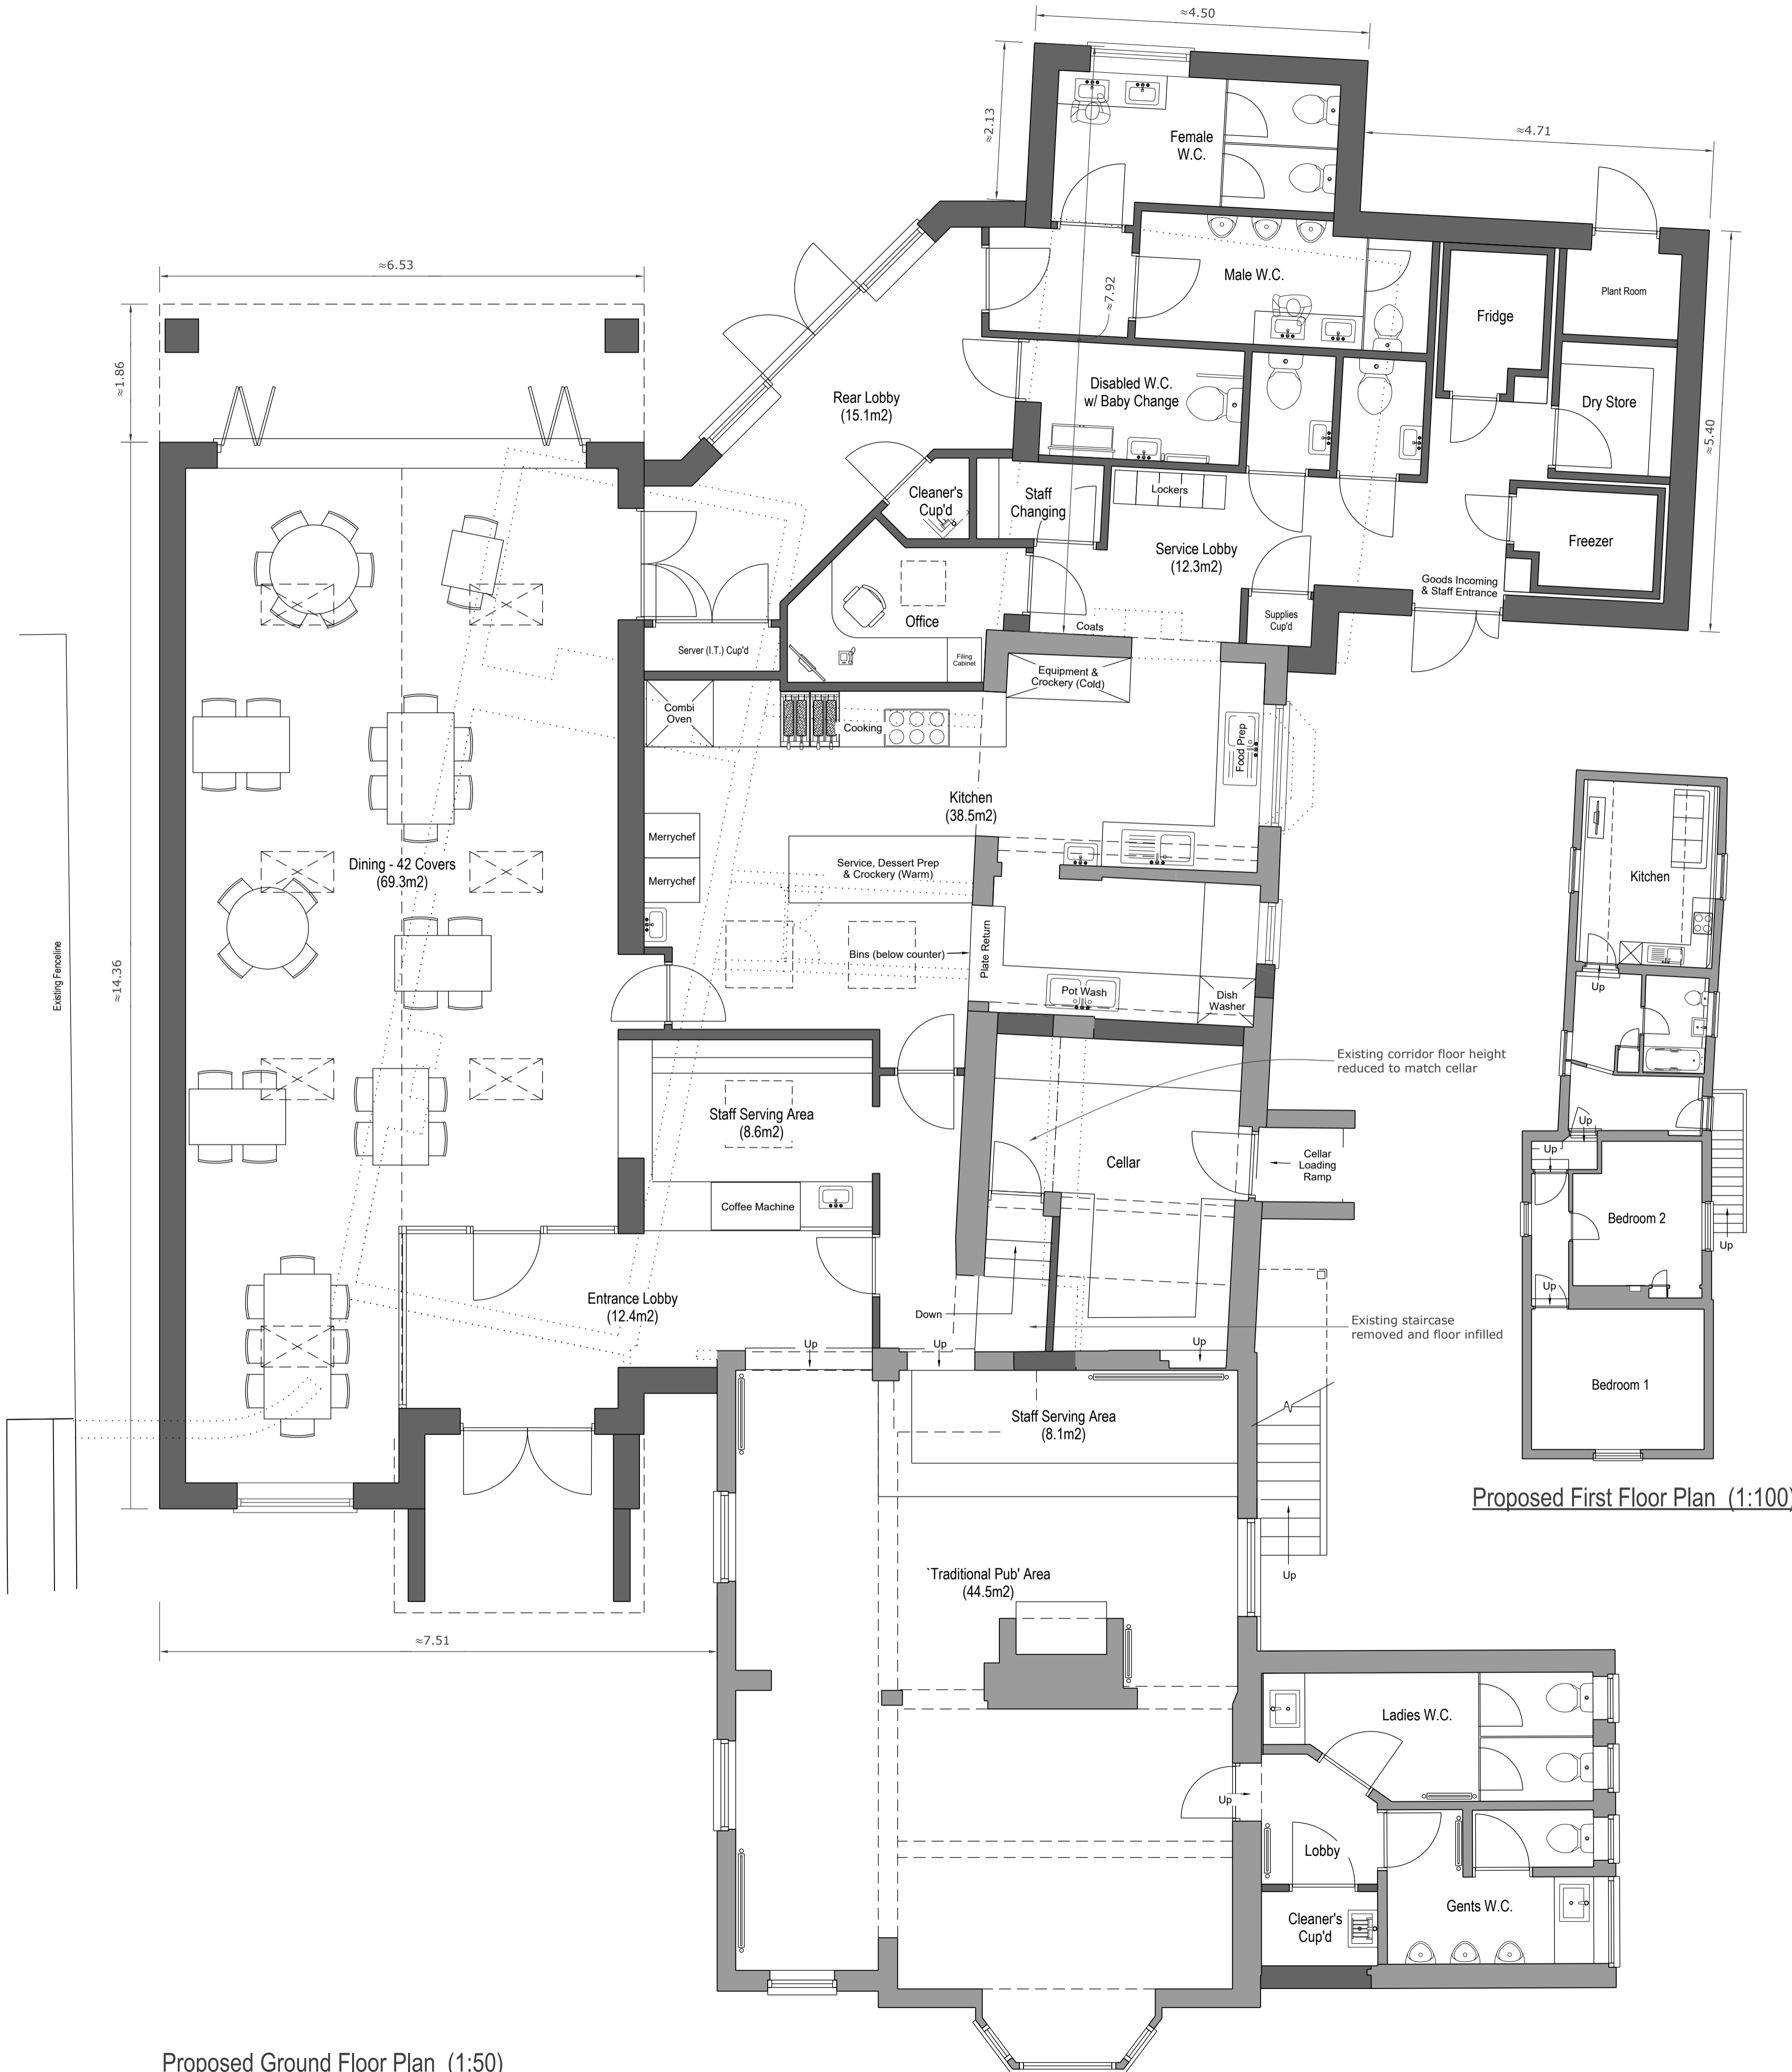 ≈4.50
≈2.13
Female
W.C.
≈4.71
≈6.53
≈1.86
≈7.92
Male W.C.
Plant Room
Fridge
Rear Lobby
(15.1m2)
Disabled W.C.
w/ Baby Change
Dry Store
≈5.40
Cleaner's
Cup'd
Staff
Changing
Lockers
Service Lobby
(12.3m2)
Freezer
Goods Incoming
& Staff Entrance
Office
Coats
Supplies
Cup'd
Server (I.T.) Cup'd
Filing
Cabinet
Equipment &
Crockery (Cold)
Combi
Oven
Cooking
Food Prep
Kitchen
(38.5m2)
Merrychef
Merrychef
Service, Dessert Prep
& Crockery (Warm)
Dining - 42 Covers
(69.3m2)
Existing Fenceline
≈14.36
Bins (below counter)
Plate Return
Pot Wash
Dish
Washer
Existing corridor floor height
reduced to match cellar
Staff Serving Area
(8.6m2)
Cellar
Cellar
Loading
Ramp
Coffee Machine
Entrance Lobby
(12.4m2)
Down
Existing staircase
removed and floor infilled
Up
Up
Up
Staff Serving Area
(8.1m2)
'Traditional Pub' Area
(44.5m2)
Up
≈7.51
Ladies W.C.
Up
Lobby
Cleaner's
Cup'd
Gents W.C.
Kitchen
Up
Up
Up
Bedroom 2
Up
Up
Bedroom 1
Proposed First Floor Plan (1:100)
Proposed Ground Floor Plan (1:50)